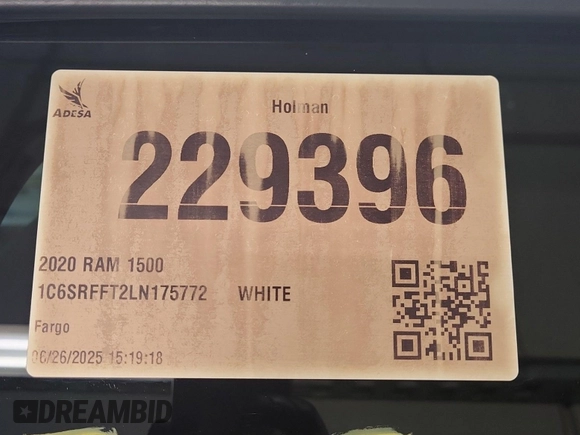 ADESA
Holman
229396
2020 RAM 1500
1C6SRFFT2LN175772 WHITE
Fargo
06/26/2025 15:19:18
DREAMBID